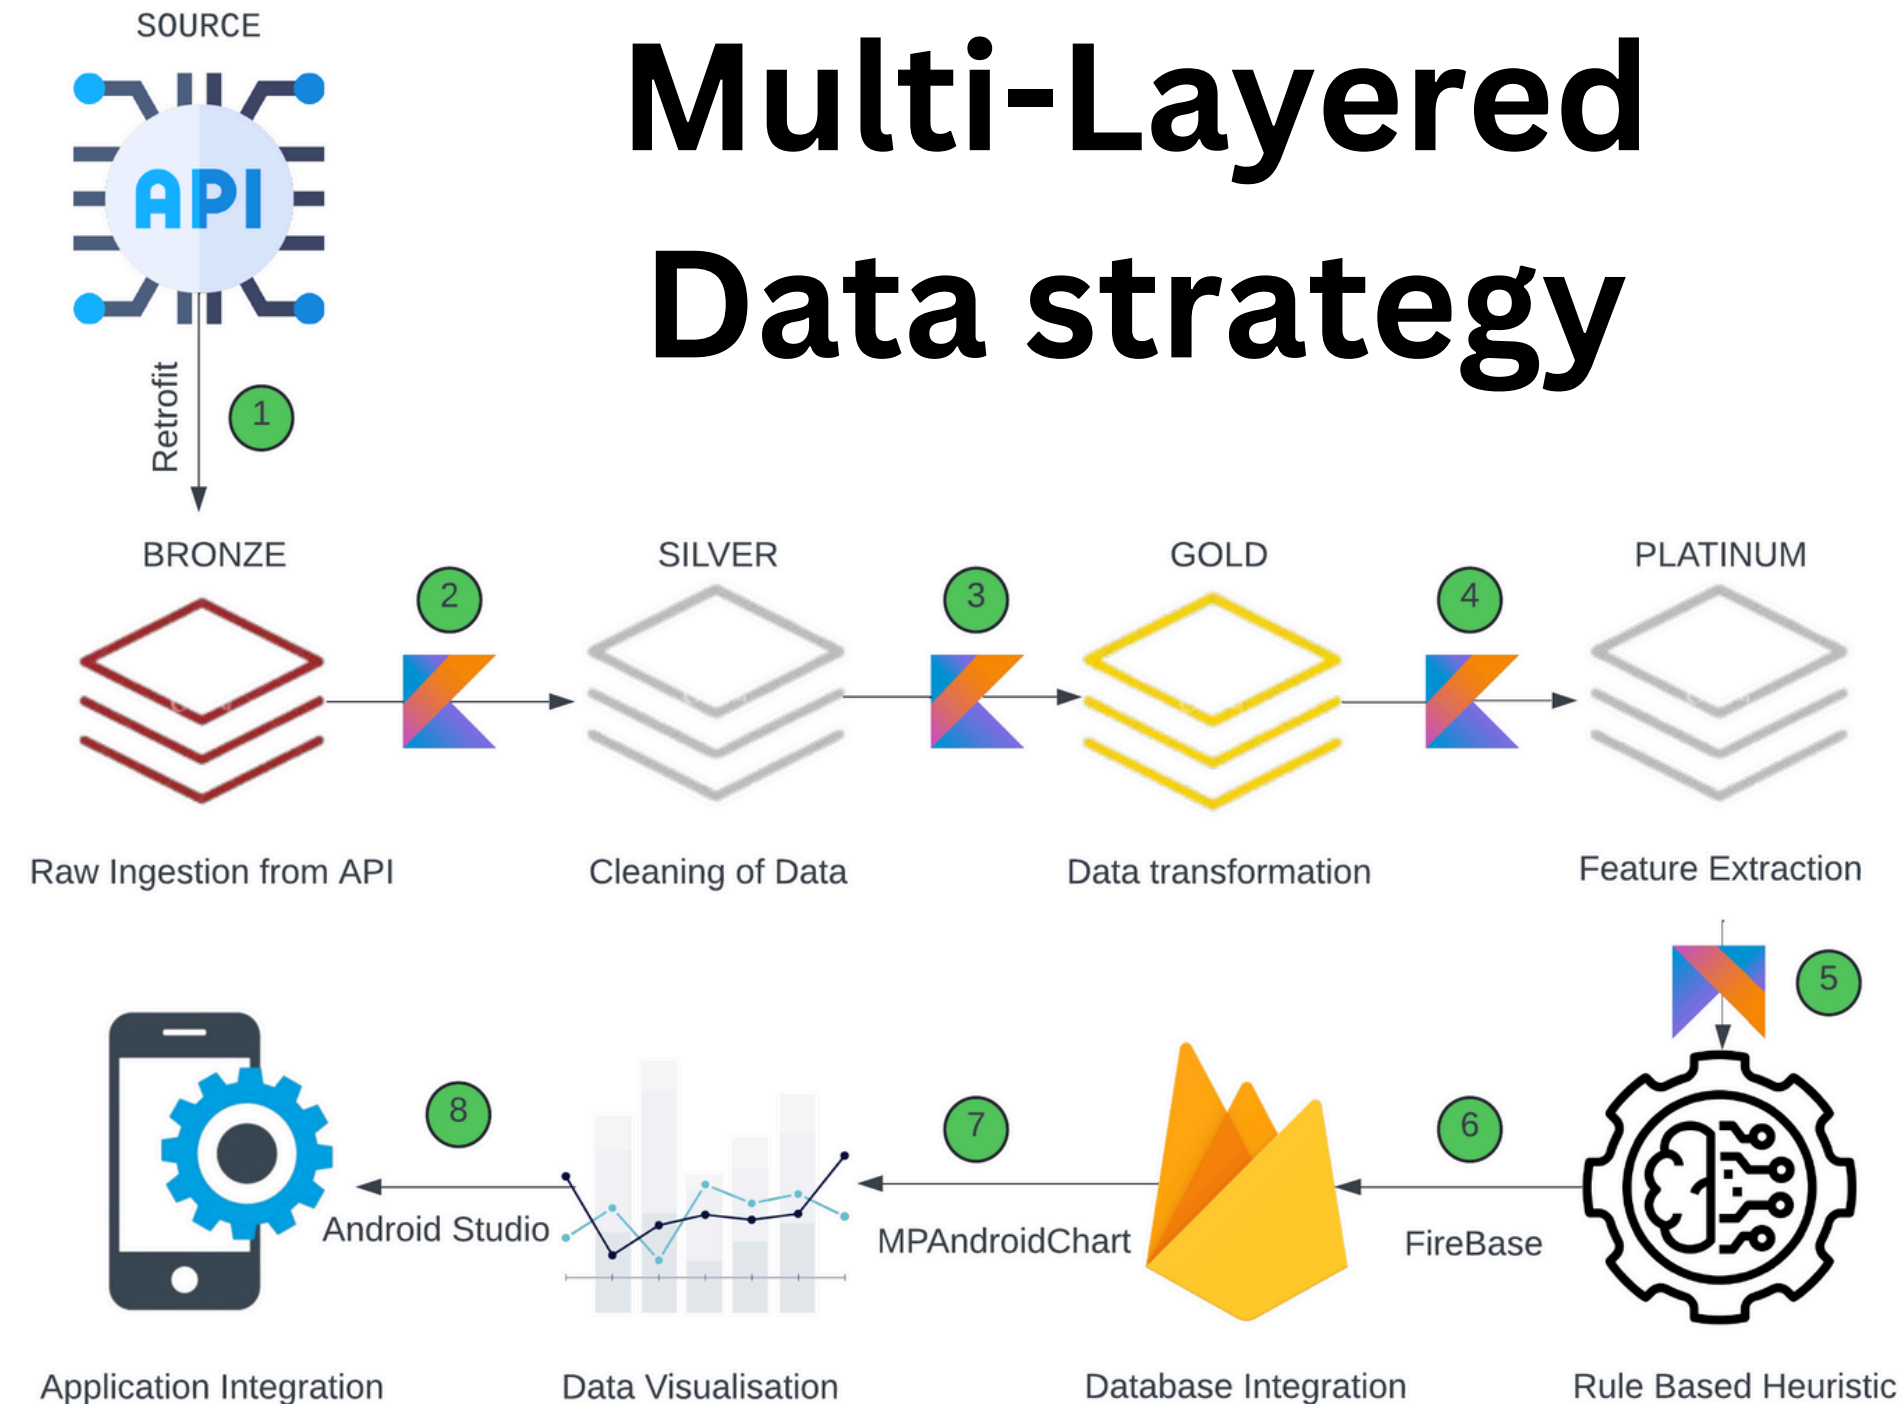 SOURCE
Multi-Layered
Data strategy
API
Retrofit
1
BRONZE
SILVER
GOLD
PLATINUM
2
3
4
Raw Ingestion from API
Cleaning of Data
Data transformation
Feature Extraction
5
8
7
6
Android Studio
MPAndroidChart
FireBase
Application Integration
Data Visualisation
Database Integration
Rule Based Heuristic